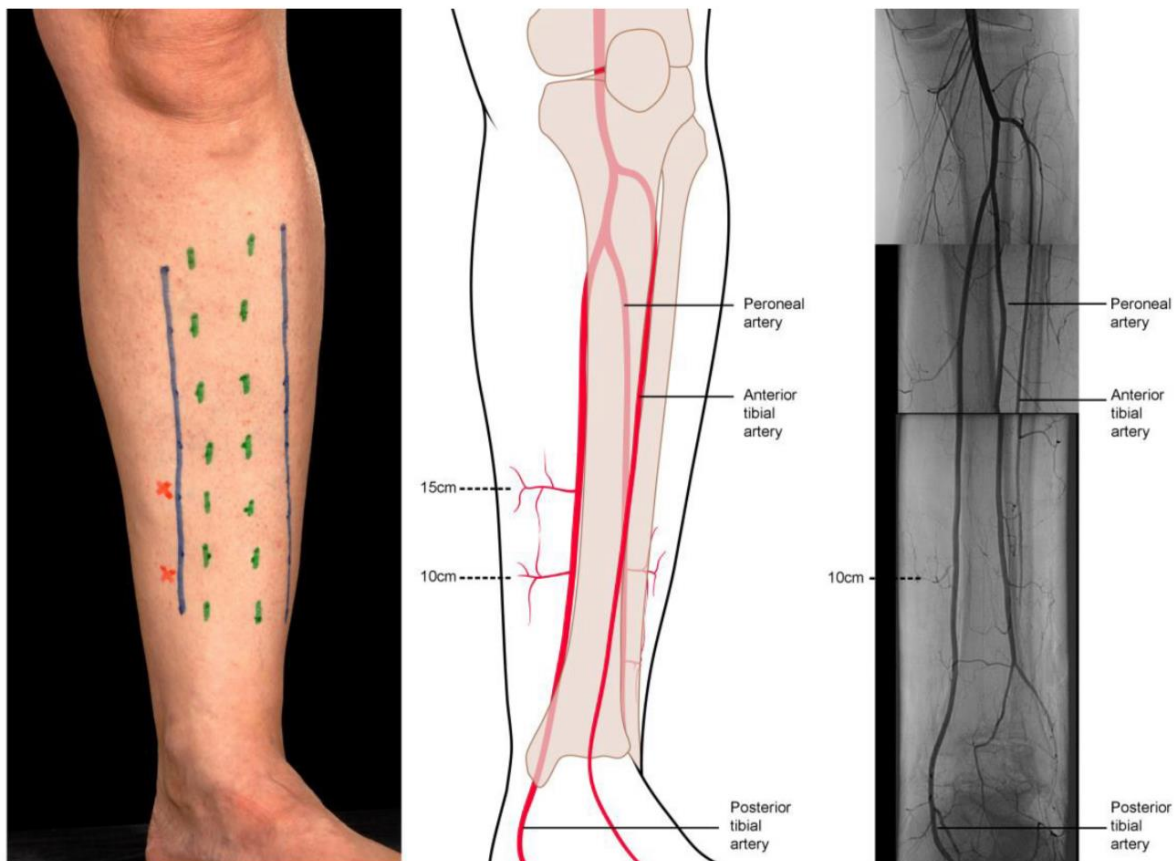 Peroneal
artery
Anterior
tibial
artery
15cm
10cm
Posterior
tibial
artery
Peroneal
artery
Anterior
tibial
artery
10cm
Posterior
tibial
artery